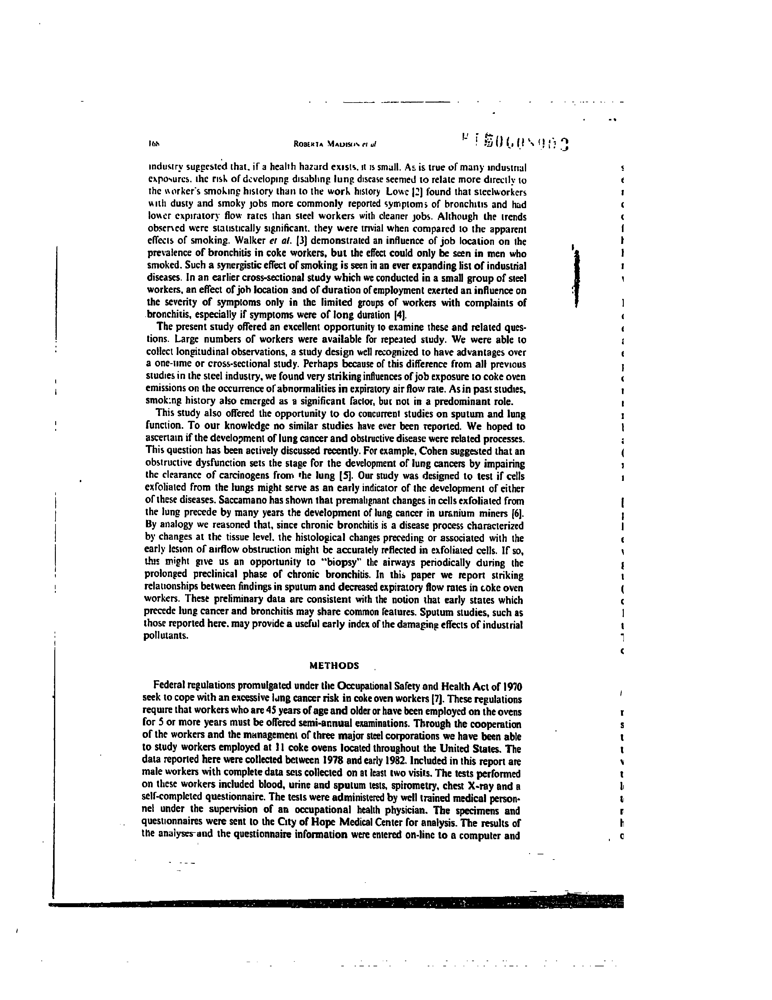 168 ROBERTA MADISON et al
industry suggested that, if a health hazard exists, it is small. As is true of many industrial
exposures, the risk of developing disabling lung disease seemed to relate more directly to
the worker's smoking history than to the work history Lowe [2] found that steelworkers
with dusty and smoky jobs more commonly reported symptoms of bronchitis and had
lower expiratory flow rates than steel workers with cleaner jobs. Although the trends
observed were statistically significant, they were trivial when compared to the apparent
effects of smoking. Walker et al. [3] demonstrated an influence of job location on the
prevalence of bronchitis in coke workers, but the effect could only be seen in men who
smoked. Such a synergistic effect of smoking is seen in an ever expanding list of industrial
diseases. In an earlier cross-sectional study which we conducted in a small group of steel
workers, an effect of job location and of duration of employment exerted an influence on
the severity of symptoms only in the limited groups of workers with complaints of
bronchitis, especially if symptoms were of long duration [4].
The present study offered an excellent opportunity to examine these and related ques-
tions. Large numbers of workers were available for repeated study. We were able to
collect longitudinal observations, a study design well recognized to have advantages over
a one-time or cross-sectional study. Perhaps because of this difference from all previous
studies in the steel industry, we found very striking influences of job exposure to coke oven
emissions on the occurrence of abnormalities in expiratory air flow rate. As in past studies,
smoking history also emerged as a significant factor, but not in a predominant role.
This study also offered the opportunity to do concurrent studies on sputum and lung
function. To our knowledge no similar studies have ever been reported. We hoped to
ascertain if the development of lung cancer and obstructive disease were related processes.
This question has been actively discussed recently. For example, Cohen suggested that an
obstructive dysfunction sets the stage for the development of lung cancers by impairing
the clearance of carcinogens from the lung [5]. Our study was designed to test if cells
exfoliated from the lungs might serve as an early indicator of the development of either
of these diseases. Saccamano has shown that premalignant changes in cells exfoliated from
the lung precede by many years the development of lung cancer in uranium miners [6].
By analogy we reasoned that, since chronic bronchitis is a disease process characterized
by changes at the tissue level, the histological changes preceding or associated with the
early lesion of airflow obstruction might be accurately reflected in exfoliated cells. If so,
this might give us an opportunity to "biopsy" the airways periodically during the
prolonged preclinical phase of chronic bronchitis. In this paper we report striking
relationships between findings in sputum and decreased expiratory flow rates in coke oven
workers. These preliminary data are consistent with the notion that early states which
precede lung cancer and bronchitis may share common features. Sputum studies, such as
those reported here, may provide a useful early index of the damaging effects of industrial
pollutants.
METHODS
Federal regulations promulgated under the Occupational Safety and Health Act of 1970
seek to cope with an excessive lung cancer risk in coke oven workers [7]. These regulations
require that workers who are 45 years of age and older or have been employed on the ovens
for 5 or more years must be offered semi-annual examinations. Through the cooperation
of the workers and the management of three major steel corporations we have been able
to study workers employed at 11 coke ovens located throughout the United States. The
data reported here were collected between 1978 and early 1982. Included in this report are
male workers with complete data sets collected on at least two visits. The tests performed
on these workers included blood, urine and sputum tests, spirometry, chest X-ray and a
self-completed questionnaire. The tests were administered by well trained medical person-
nel under the supervision of an occupational health physician. The specimens and
questionnaires were sent to the City of Hope Medical Center for analysis. The results of
the analyses and the questionnaire information were entered on-line to a computer and